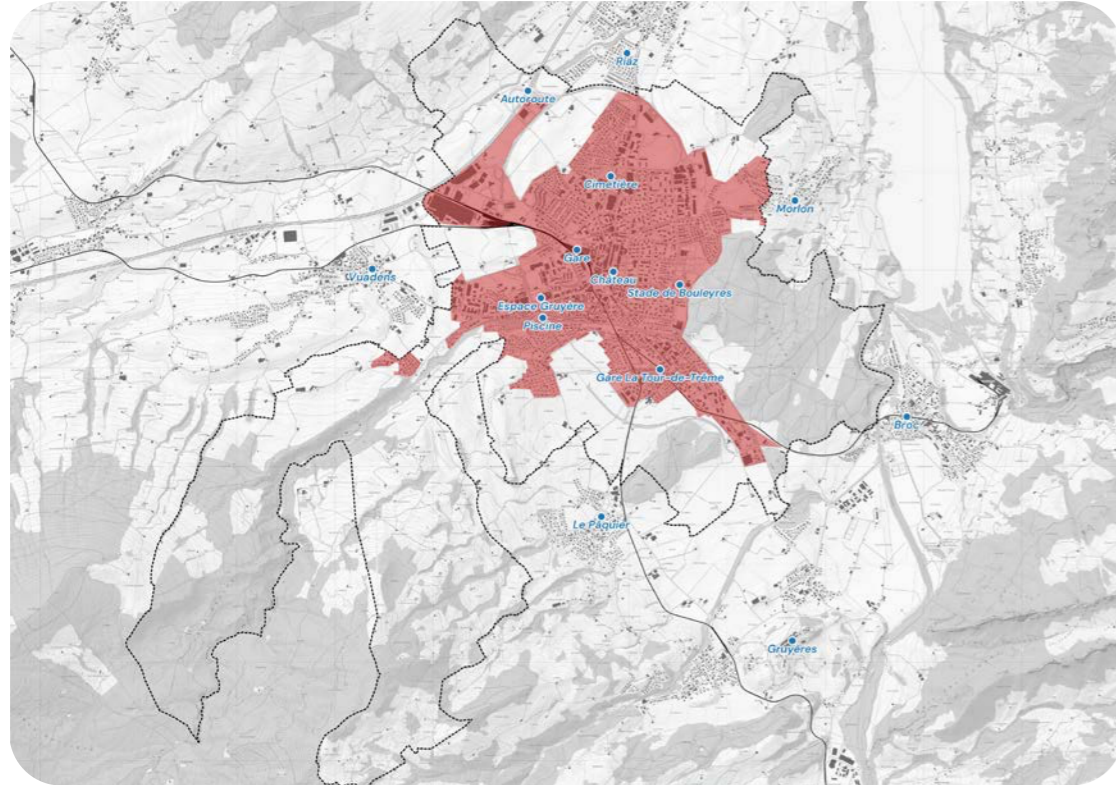 Riaz
Autoroute
Cimetière
Morlon
Gare
Vuadens
Château
Stade de Bouleyres
Espace Gruyère
Piscine
Gare La Tour-de-Trême
Broc
Le Pâquier
Gruyères